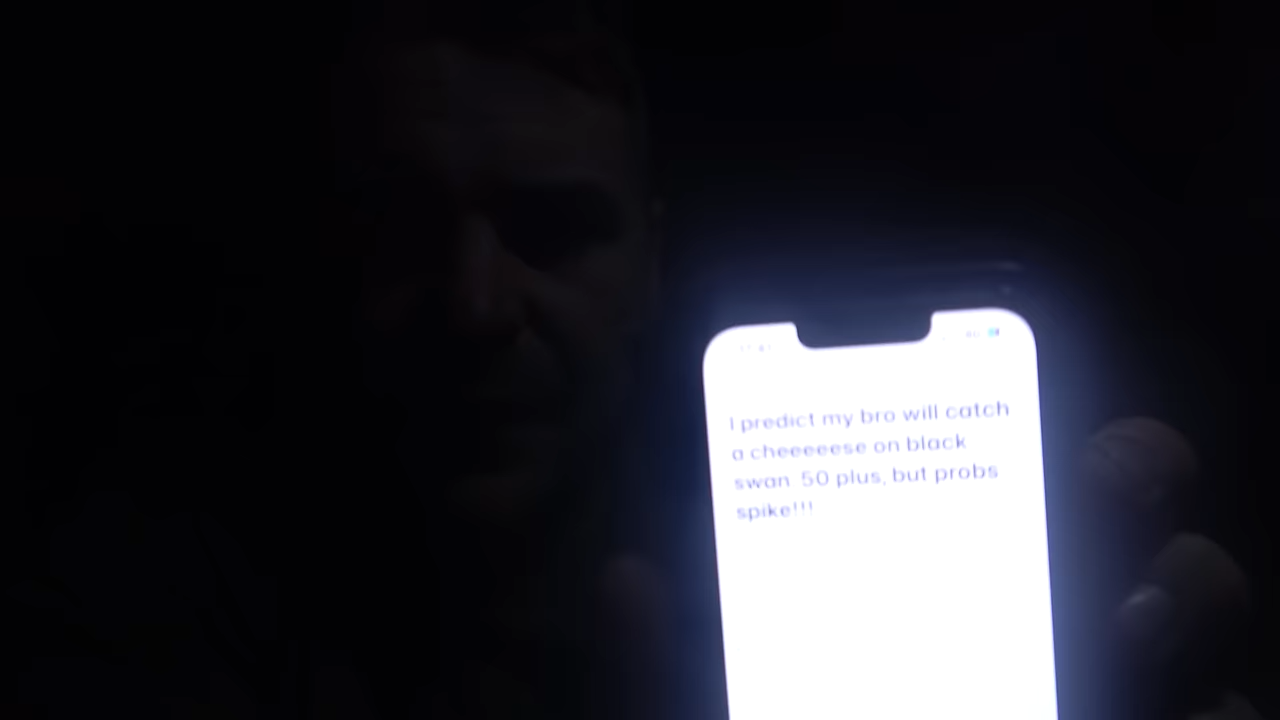 I predict my bro will catch
a cheeeeese on black
swan 50 plus, but probs
spike!!!